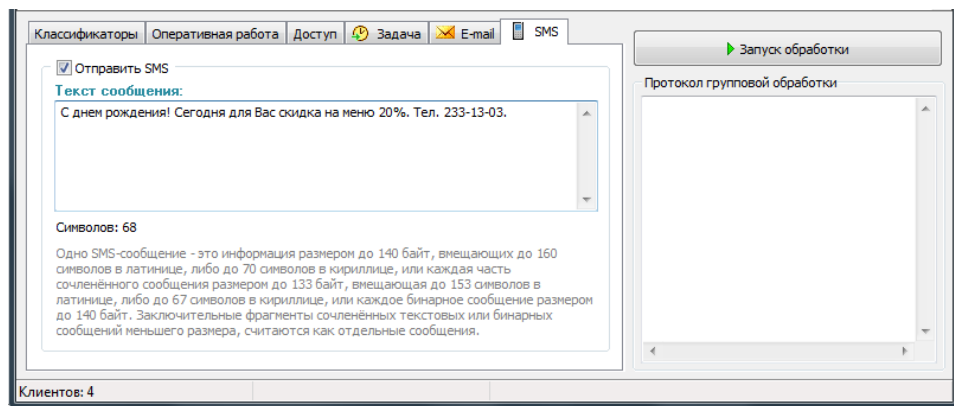 Классификаторы Оперативная работа Доступ Задача E-mail SMS
Запуск обработки
Отправить SMS
Текст сообщения:
С днем рождения! Сегодня для Вас скидка на меню 20%. Тел. 233-13-03.
Символов: 68
Одно SMS-сообщение - это информация размером до 140 байт, вмещающих до 160
символов в латинице, либо до 70 символов в кириллице, или каждая часть
сочленённого сообщения размером до 133 байт, вмещающая до 153 символов в
латинице, либо до 67 символов в кириллице, или каждое бинарное сообщение размером
до 140 байт. Заключительные фрагменты сочленённых текстовых или бинарных
сообщений меньшего размера, считаются как отдельные сообщения.
Протокол групповой обработки
Клиентов: 4